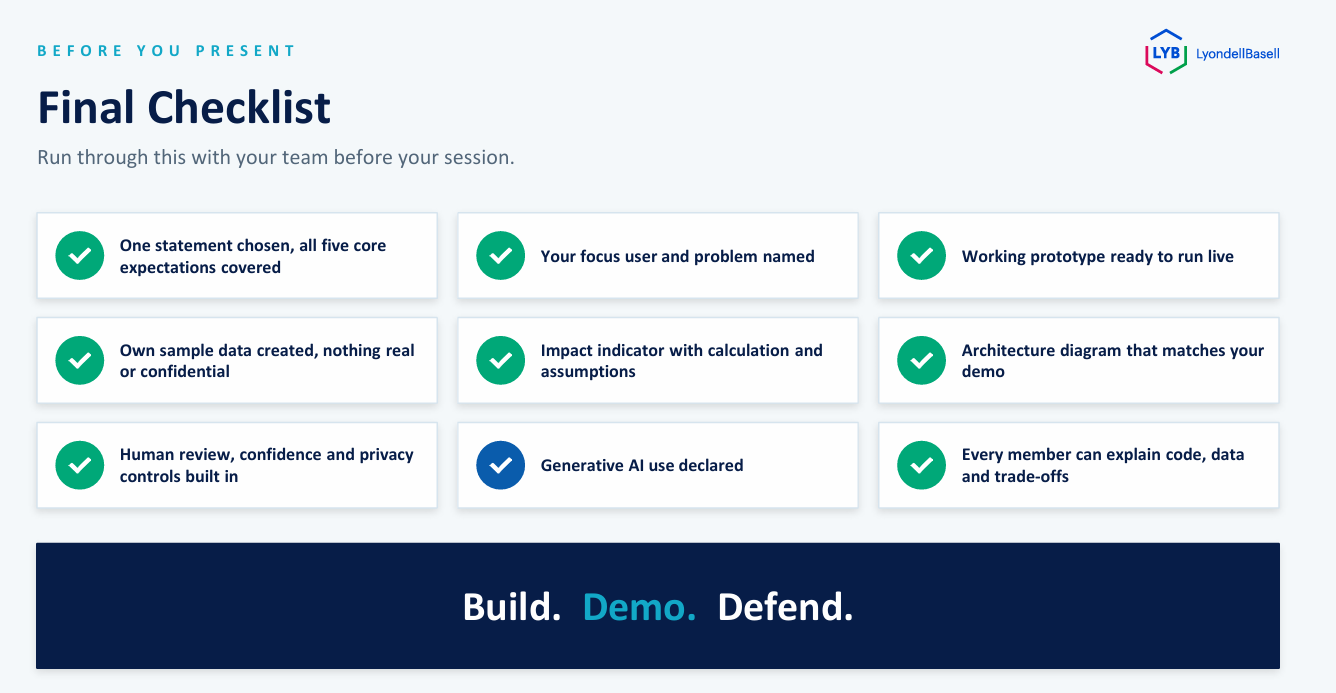 BEFORE YOU PRESENT
LYB LyondellBasell
Final Checklist
Run through this with your team before your session.
One statement chosen, all five core
expectations covered
Your focus user and problem named
Working prototype ready to run live
Own sample data created, nothing real
or confidential
Impact indicator with calculation and
assumptions
Architecture diagram that matches your
demo
Human review, confidence and privacy
controls built in
Generative AI use declared
Every member can explain code, data
and trade-offs
Build. Demo. Defend.